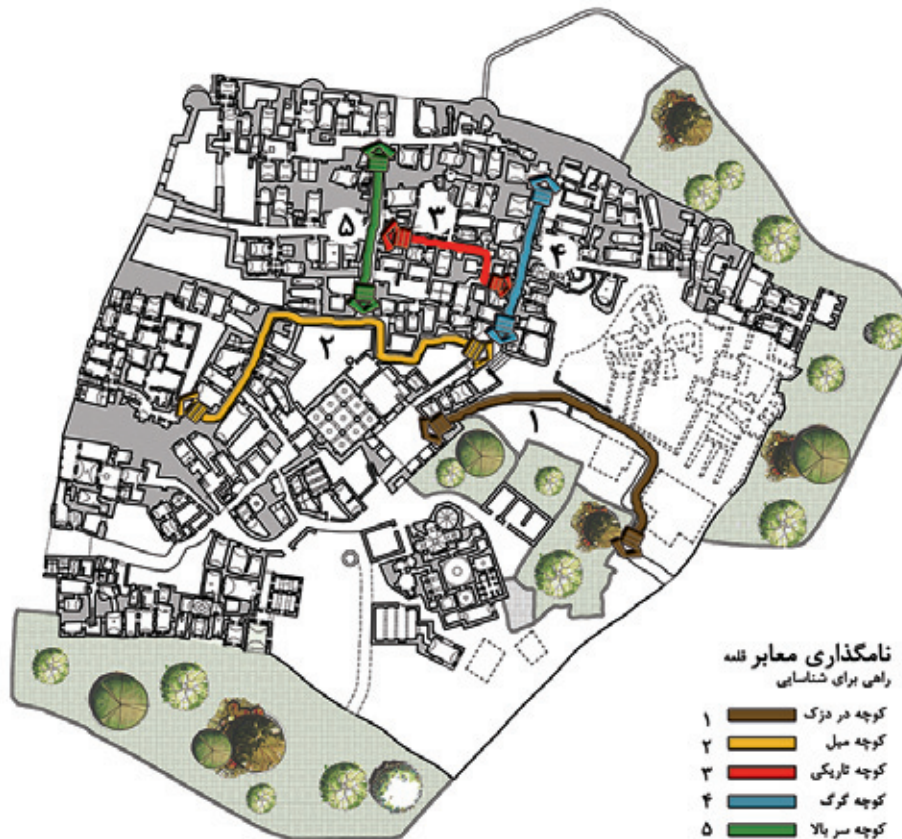 ۵
۳
۴
۲
۱
نامگذاری معابر قلعه
راهی برای شناسایی
کوچه در دزک ۱
کوچه میل ۲
کوچه تاریکی ۳
کوچه گرگ ۴
کوچه سر بالا ۵